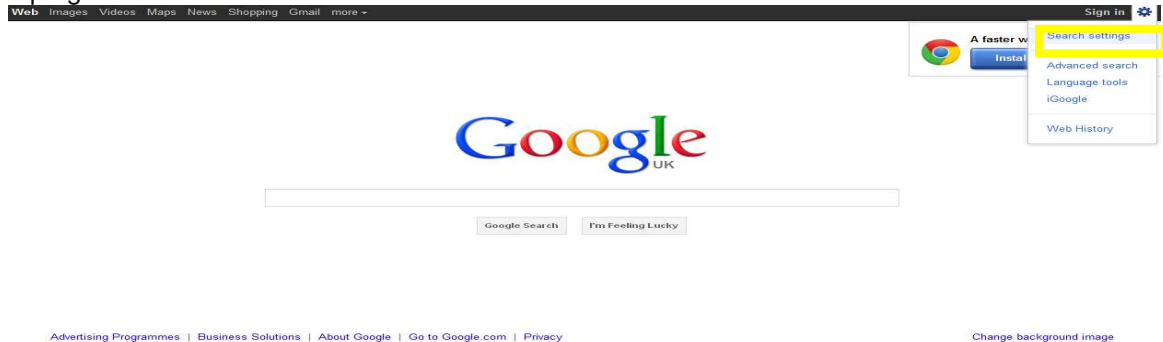 Web Images Videos Maps News Shopping Gmail more
Sign in
A faster
Search settings
Install
Advanced search
Language tools
iGoogle
Web History
Google
UK
Google Search I'm Feeling Lucky
Advertising Programmes | Business Solutions | About Google | Go to Google.com | Privacy
Change background image